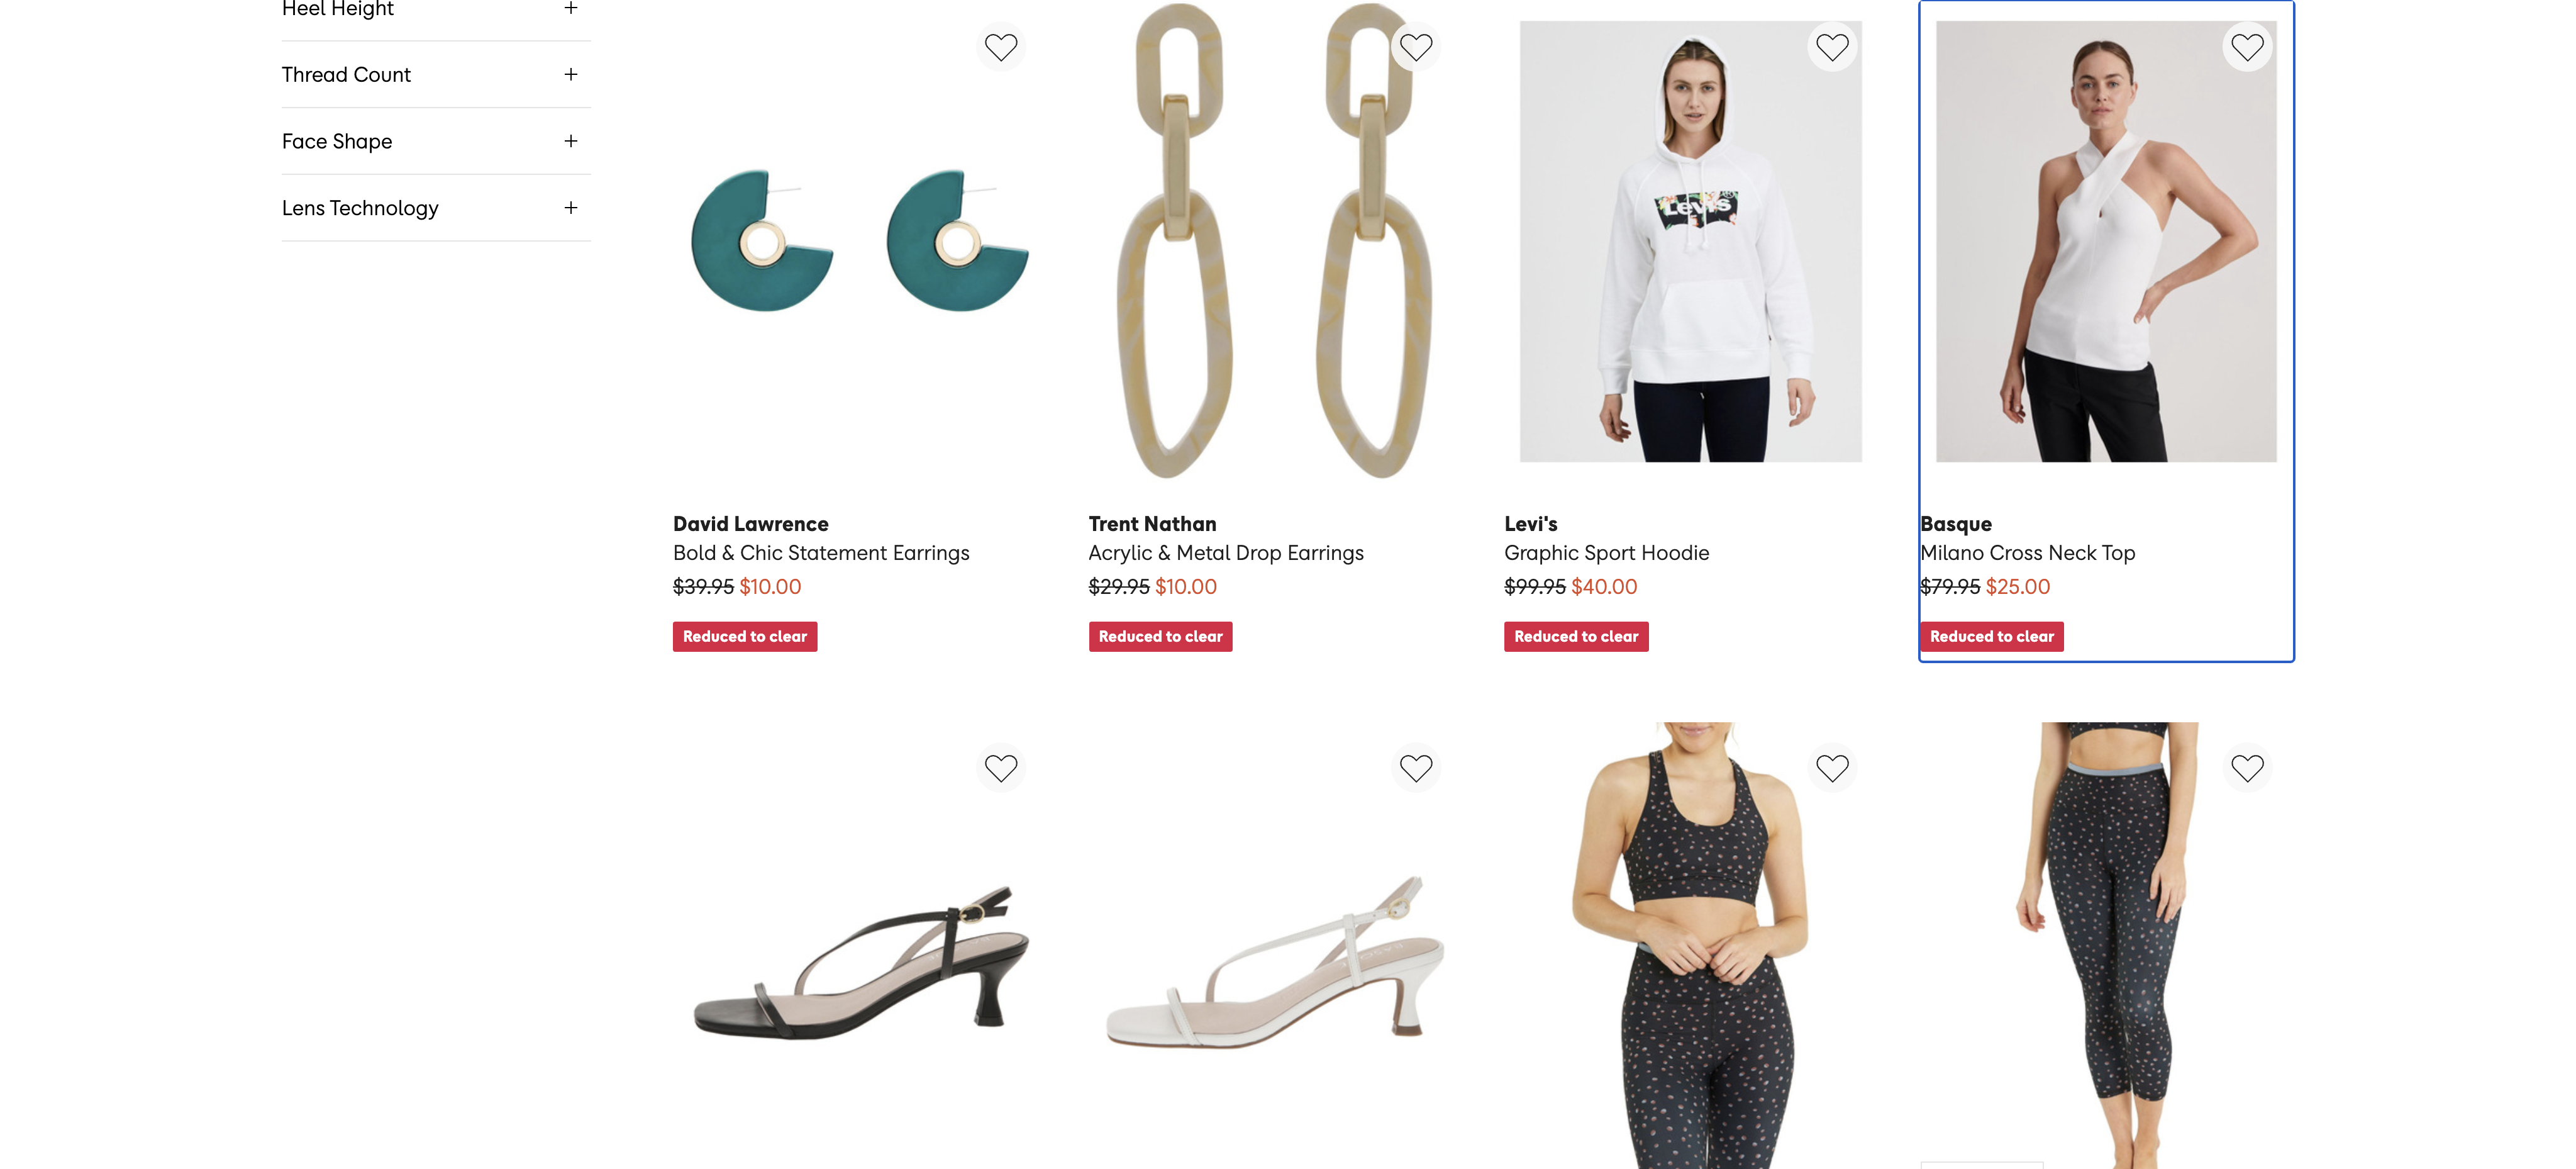 Heel Height
Thread Count
Face Shape
Lens Technology
Levi's
David Lawrence
Bold & Chic Statement Earrings
$39.95 $10.00
Reduced to clear
Trent Nathan
Acrylic & Metal Drop Earrings
$29.95 $10.00
Reduced to clear
Levi's
Graphic Sport Hoodie
$99.95 $40.00
Reduced to clear
Basque
Milano Cross Neck Top
$79.95 $25.00
Reduced to clear